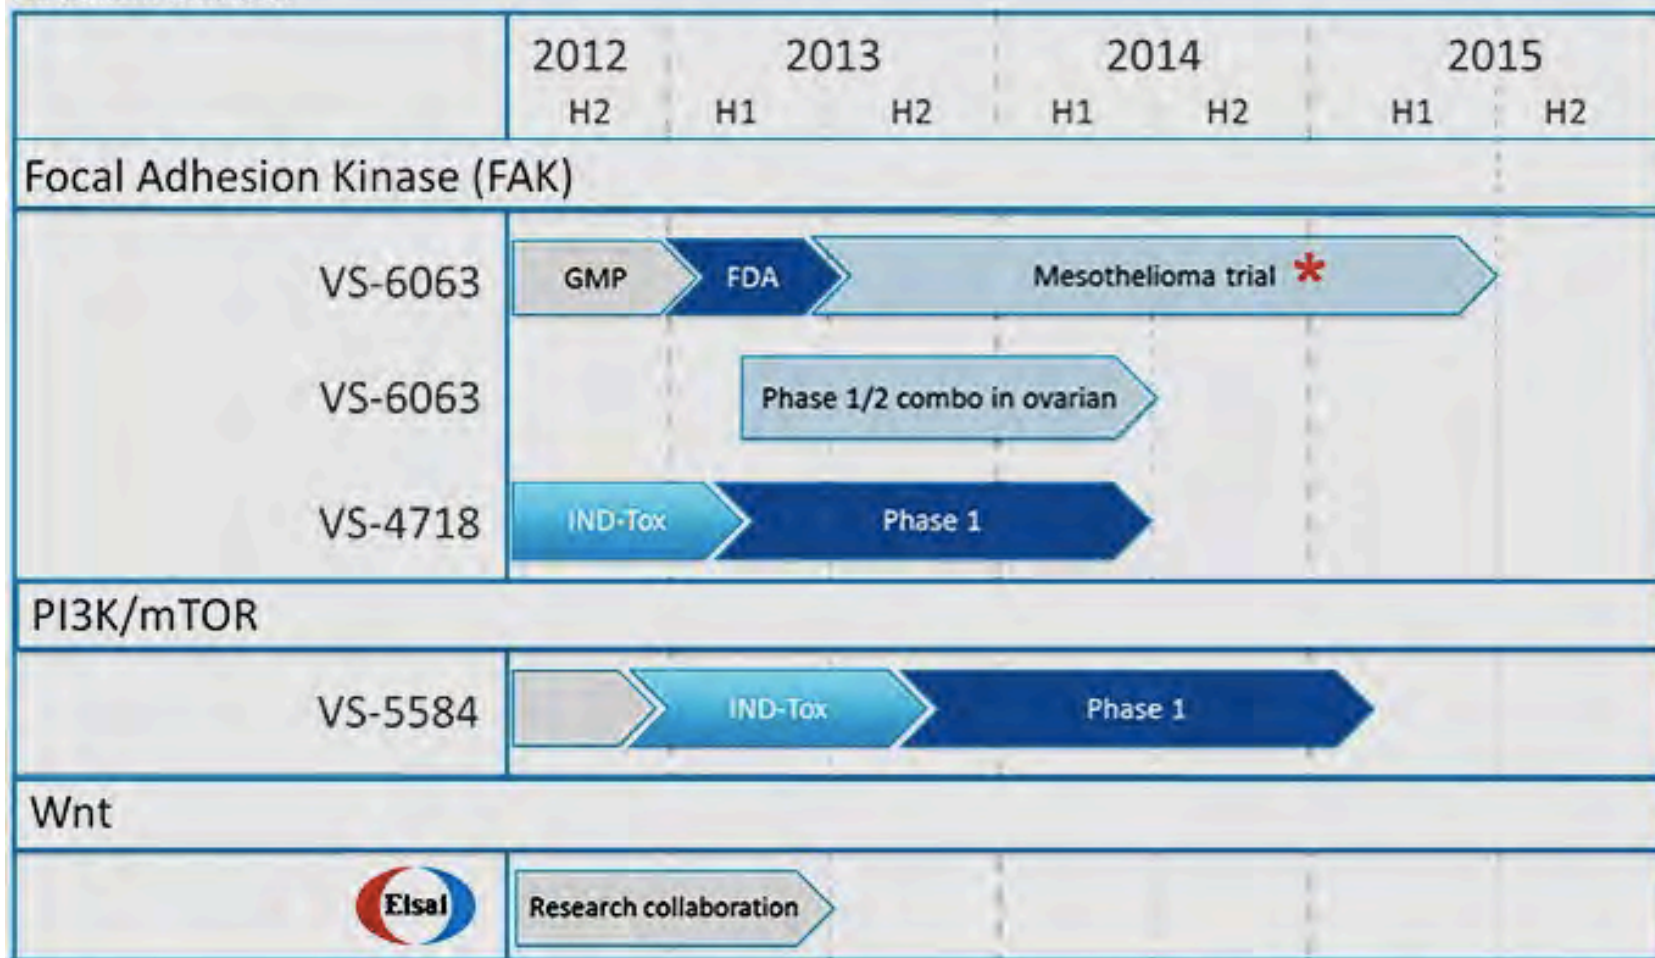 2012 2013 2014 2015
H2 H1 H2 H1 H2 H1 H2
Focal Adhesion Kinase (FAK)
VS-6063 GMP FDA Mesothelioma trial *
VS-6063 Phase 1/2 combo in ovarian
VS-4718 IND-Tox Phase 1
PI3K/mTOR
VS-5584 IND-Tox Phase 1
Wnt
Eisai Research collaboration